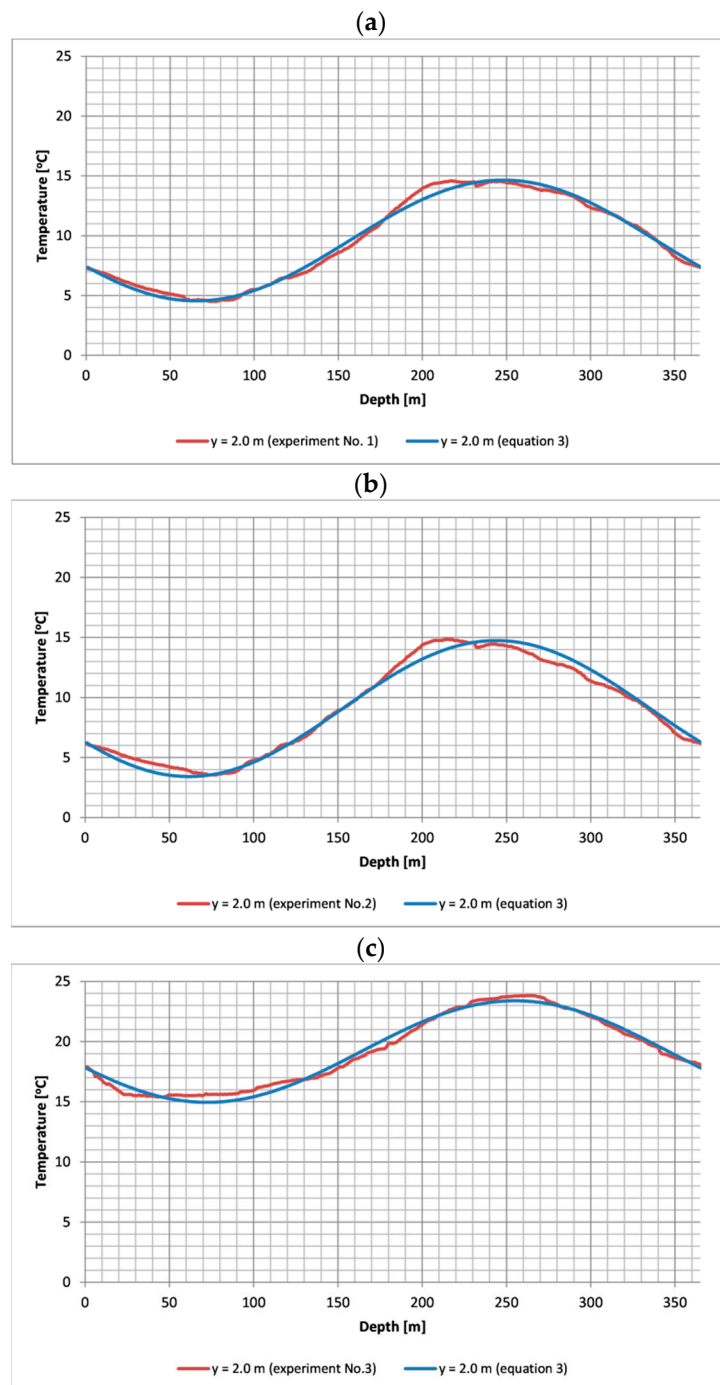 (a)
25
20
15
10
5
0
Temperature [°C]
0 50 100 150 200 250 300 350
Depth [m]
y = 2.0 m (experiment No. 1) y = 2.0 m (equation 3)
(b)
25
20
15
10
5
0
Temperature [°C]
0 50 100 150 200 250 300 350
Depth [m]
y = 2.0 m (experiment No.2) y = 2.0 m (equation 3)
(c)
25
20
15
10
5
0
Temperature [°C]
0 50 100 150 200 250 300 350
Depth [m]
y = 2.0 m (experiment No.3) y = 2.0 m (equation 3)